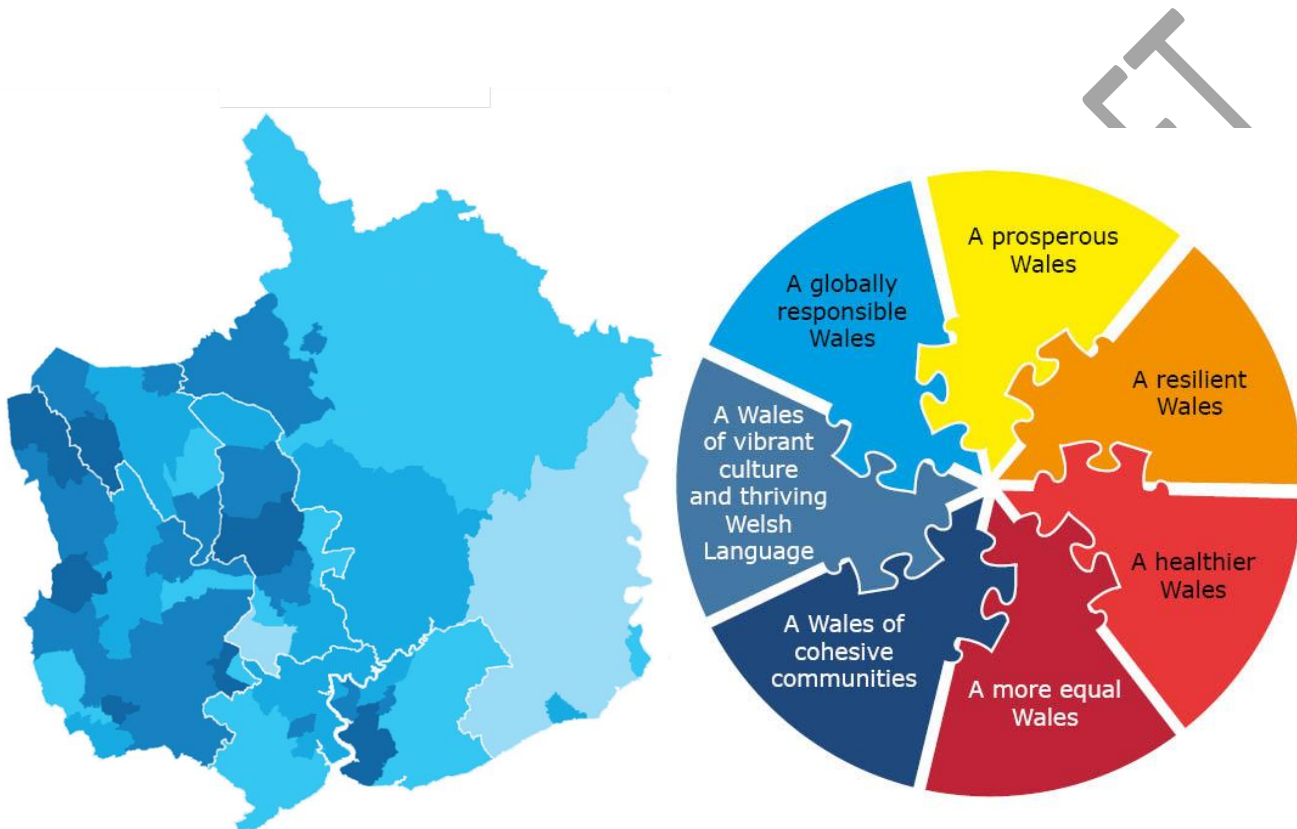 A prosperous
Wales
A resilient
Wales
A healthier
Wales
A more equal
Wales
A Wales of
cohesive
communities
A Wales
of vibrant
culture
and thriving
Welsh
Language
A globally
responsible
Wales